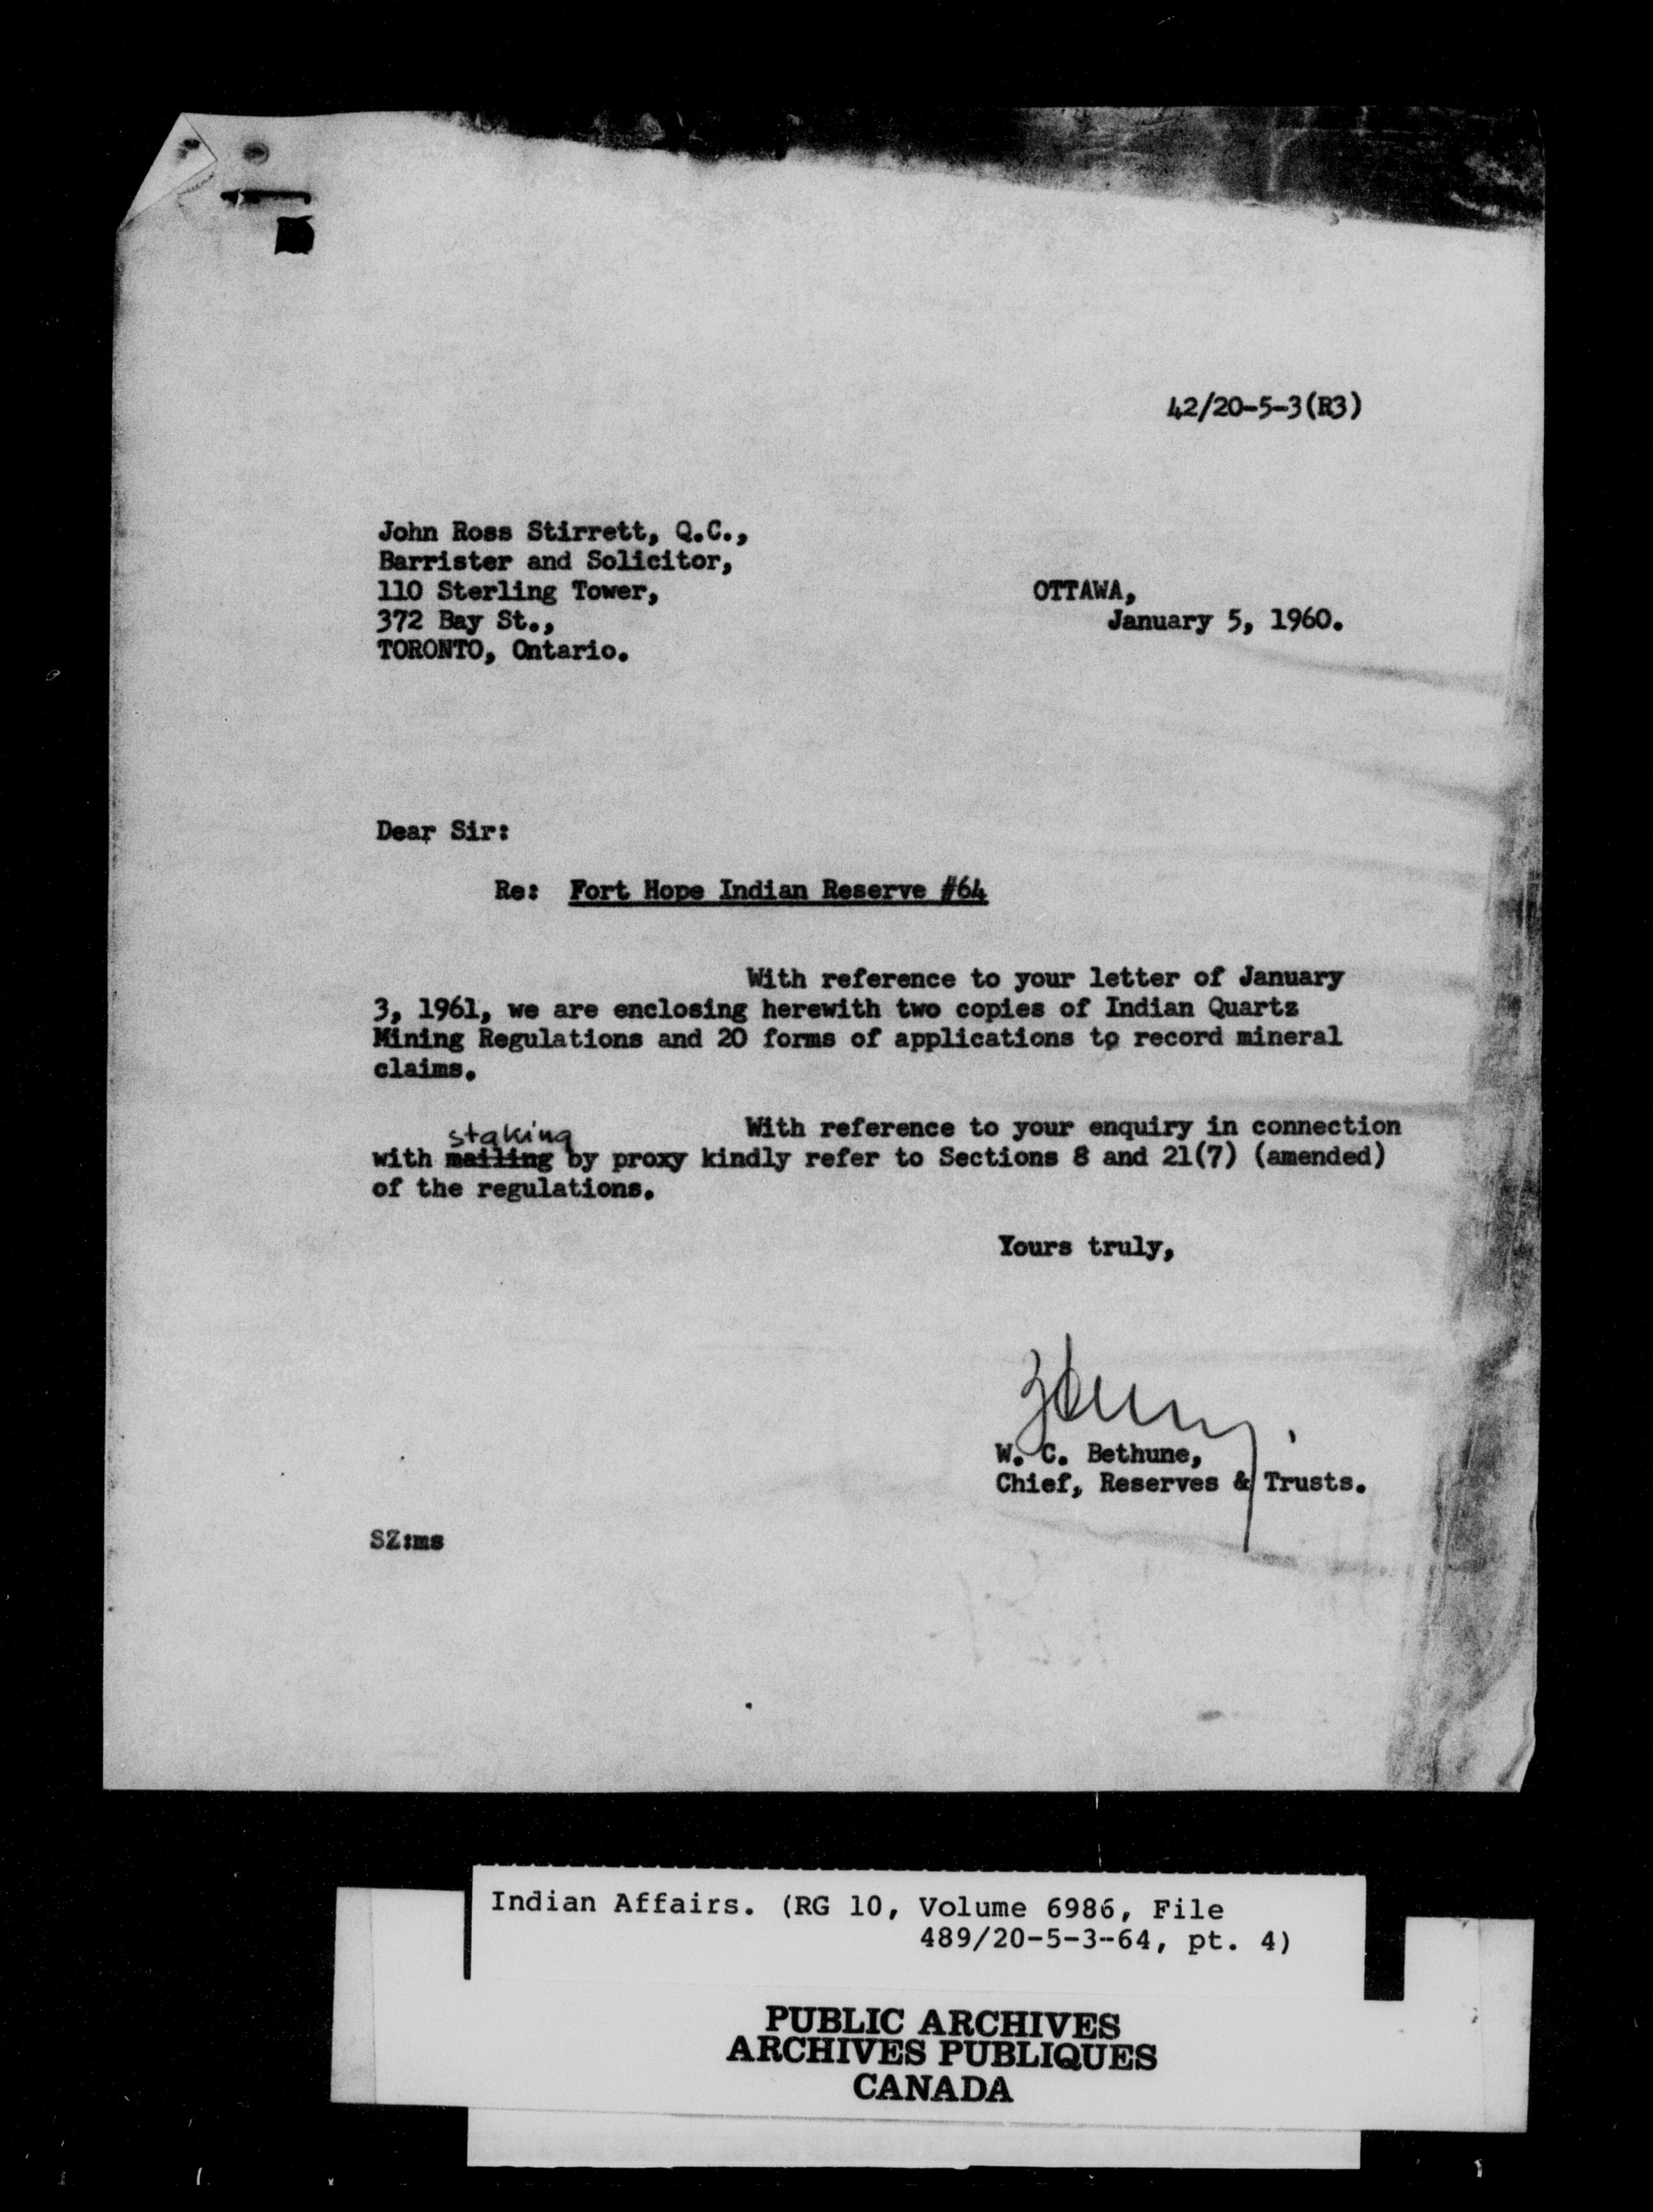 42/20-5-3(R3)
John Ross Stirrett, Q.C.,
Barrister and Solicitor,
110 Sterling Tower,
372 Bay St.,
TORONTO, Ontario.
OTTAWA,
January 5, 1960.
Dear Sir:
Re: Fort Hope Indian Reserve #64
With reference to your letter of January
3, 1961, we are enclosing herewith two copies of Indian Quartz
Mining Regulations and 20 forms of applications to record mineral
claims.
With reference to your enquiry in connection
staking
with mailing by proxy kindly refer to Sections 8 and 21(7) (amended)
of the regulations.
Yours truly,
W. C. Bethune,
Chief, Reserves & Trusts.
SZ:ms
Indian Affairs. (RG 10, Volume 6986, File
489/20-5-3-64, pt. 4)
PUBLIC ARCHIVES
ARCHIVES PUBLIQUES
CANADA